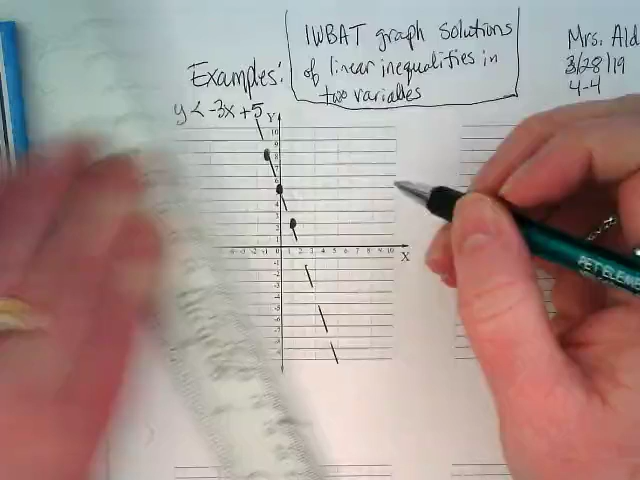 IWBAT graph solutions
of linear inequalities in
two variables
Mrs. Ald
3/28/19
4-4
Examples:
y < -3x + 5
Y
X
PETELEME